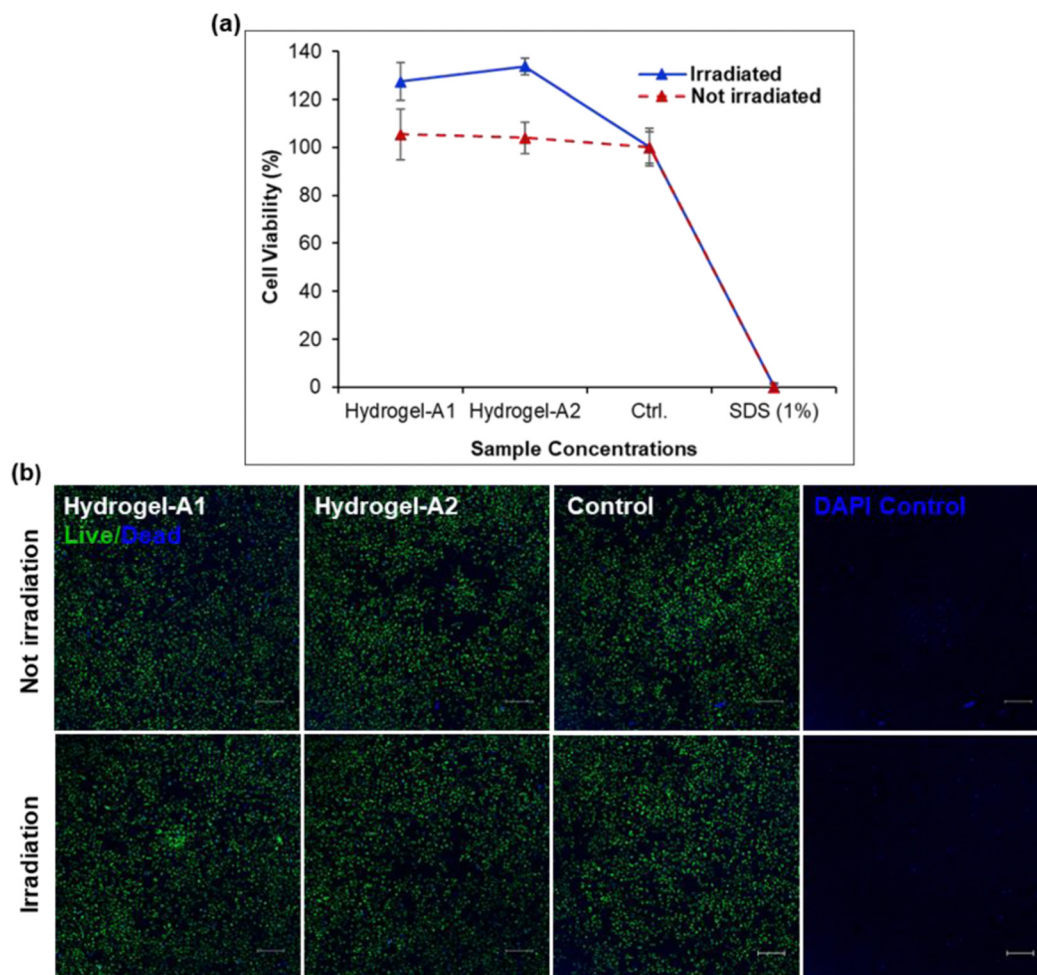 (a)
140
120
100
80
60
40
20
0
Cell Viability (%)
Irradiated
Not irradiated
Hydrogel-A1 Hydrogel-A2 Ctrl. SDS (1%)
Sample Concentrations
(b)
Hydrogel-A1 Hydrogel-A2 Control DAPI Control
Live/Dead
Not irradiation
Irradiation